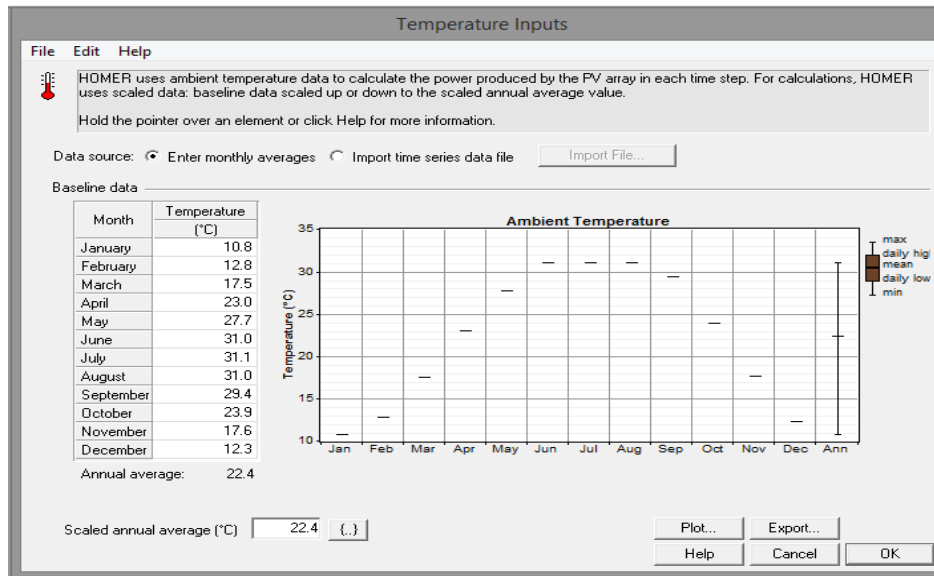 Temperature Inputs
File Edit Help
HOMER uses ambient temperature data to calculate the power produced by the PV array in each time step. For calculations, HOMER
uses scaled data: baseline data scaled up or down to the scaled annual average value.
Hold the pointer over an element or click Help for more information.
Data source: Enter monthly averages Import time series data file Import File...
Baseline data
Month Temperature
(°C)
January 10.8
February 12.8
March 17.5
April 23.0
May 27.7
June 31.0
July 31.1
August 31.0
September 29.4
October 23.9
November 17.6
December 12.3
Annual average: 22.4
Ambient Temperature
Temperature (°C)
35
30
25
20
15
10
Jan Feb Mar Apr May Jun Jul Aug Sep Oct Nov Dec Ann
max
daily hig
mean
daily low
min
Scaled annual average (°C) 22.4 {..}
Plot... Export...
Help Cancel OK